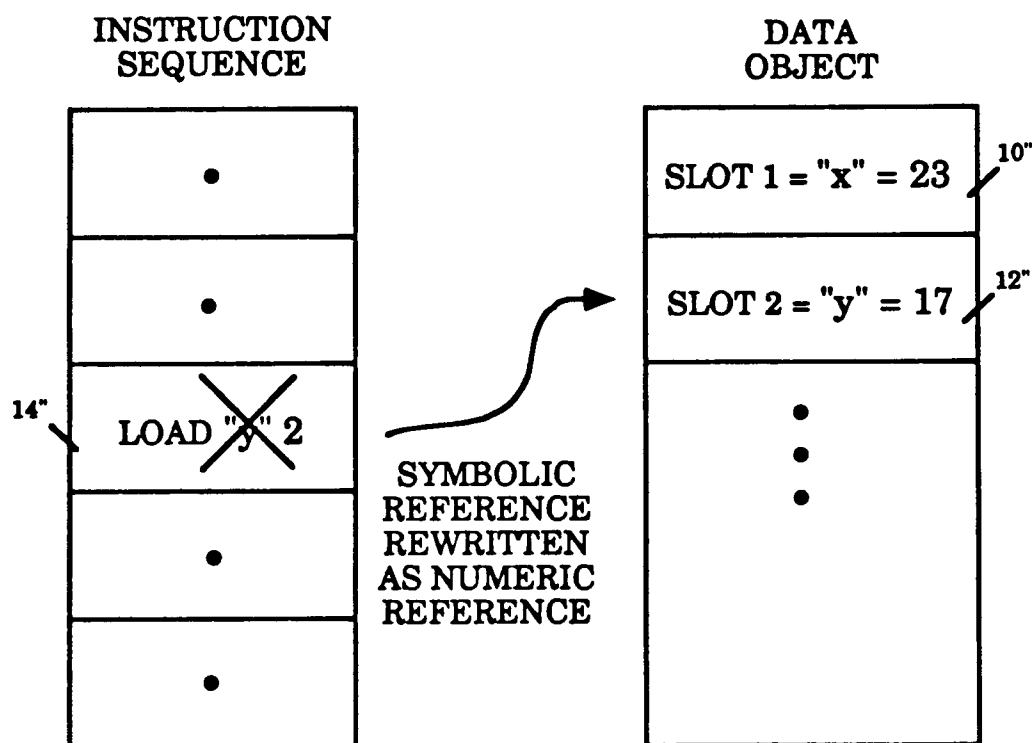 INSTRUCTION
SEQUENCE
DATA
OBJECT
SLOT 1 = "x" = 23
10"
SLOT 2 = "y" = 17
12"
14"
LOAD "y" 2
SYMBOLIC
REFERENCE
REWRITTEN
AS NUMERIC
REFERENCE